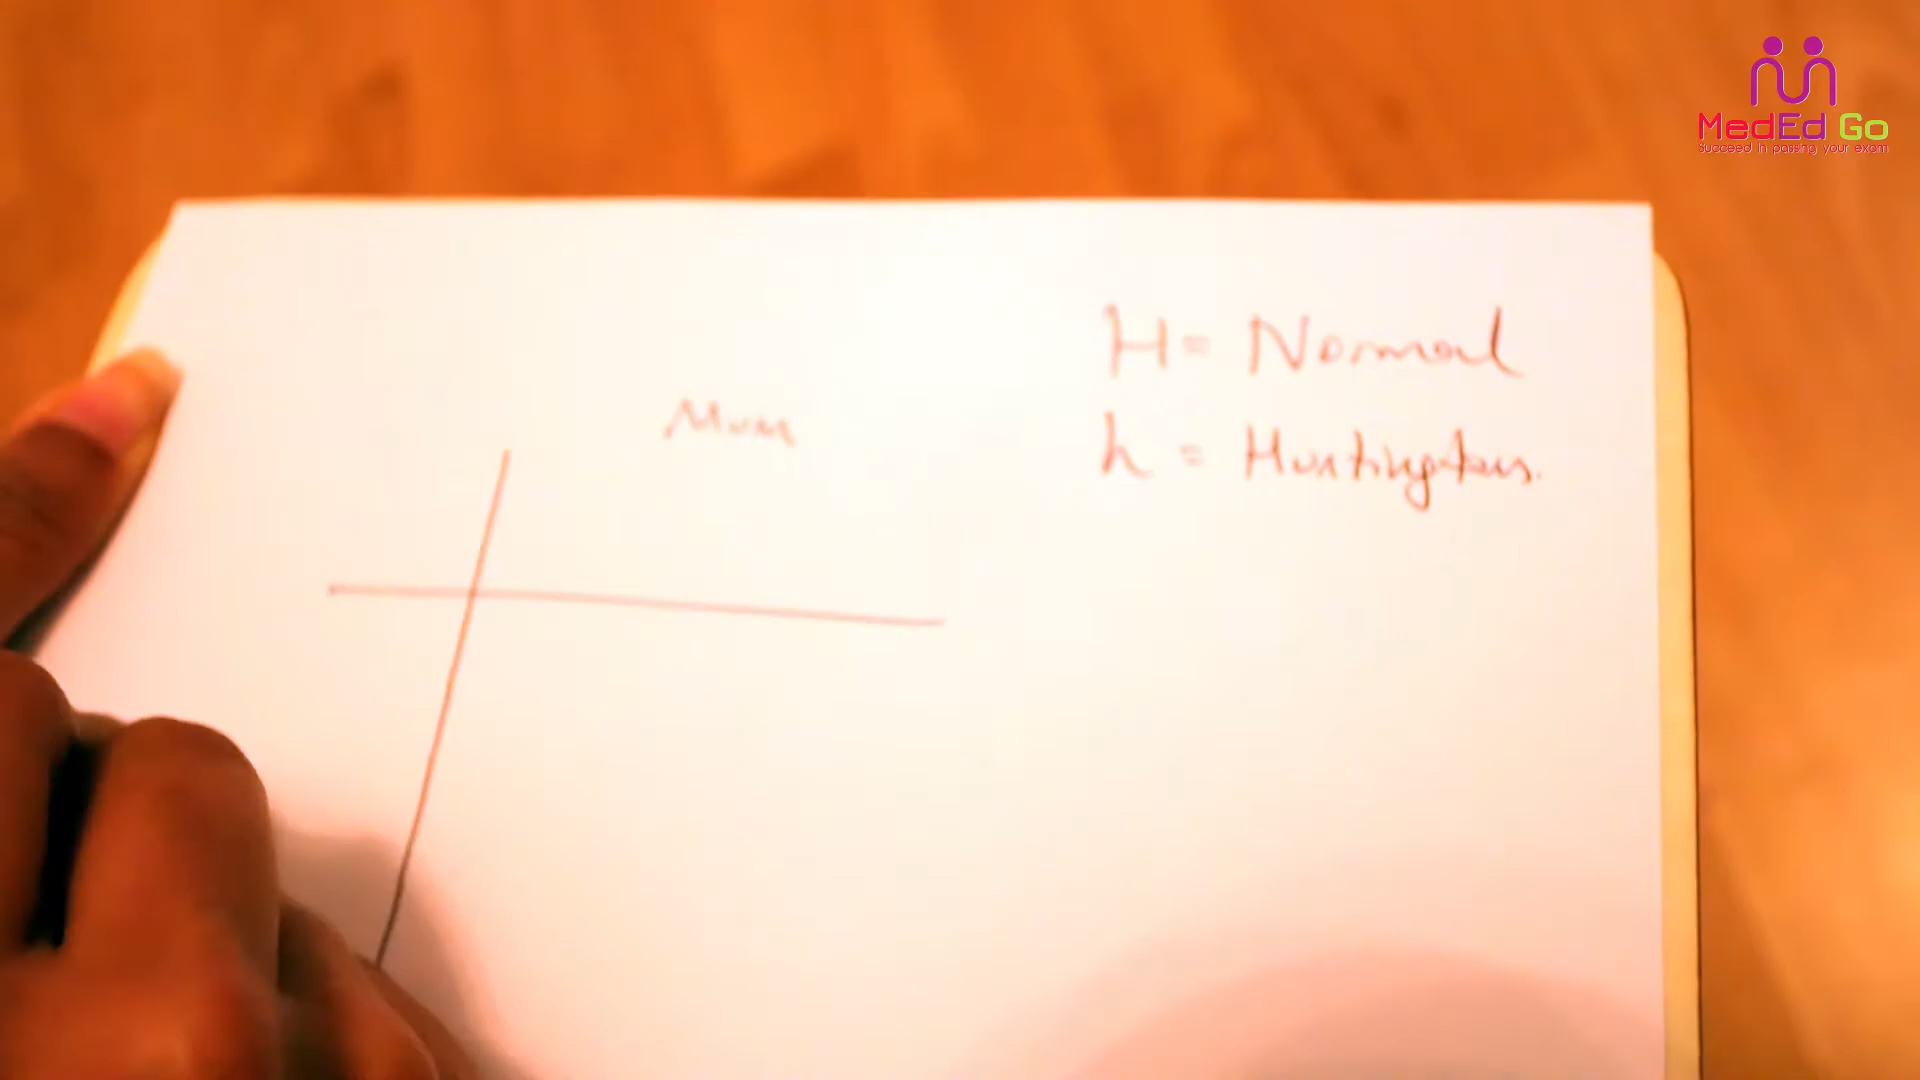 MedEd Go
Succeed in passing your exam
H = Normal
Mum
h = Huntingtons.